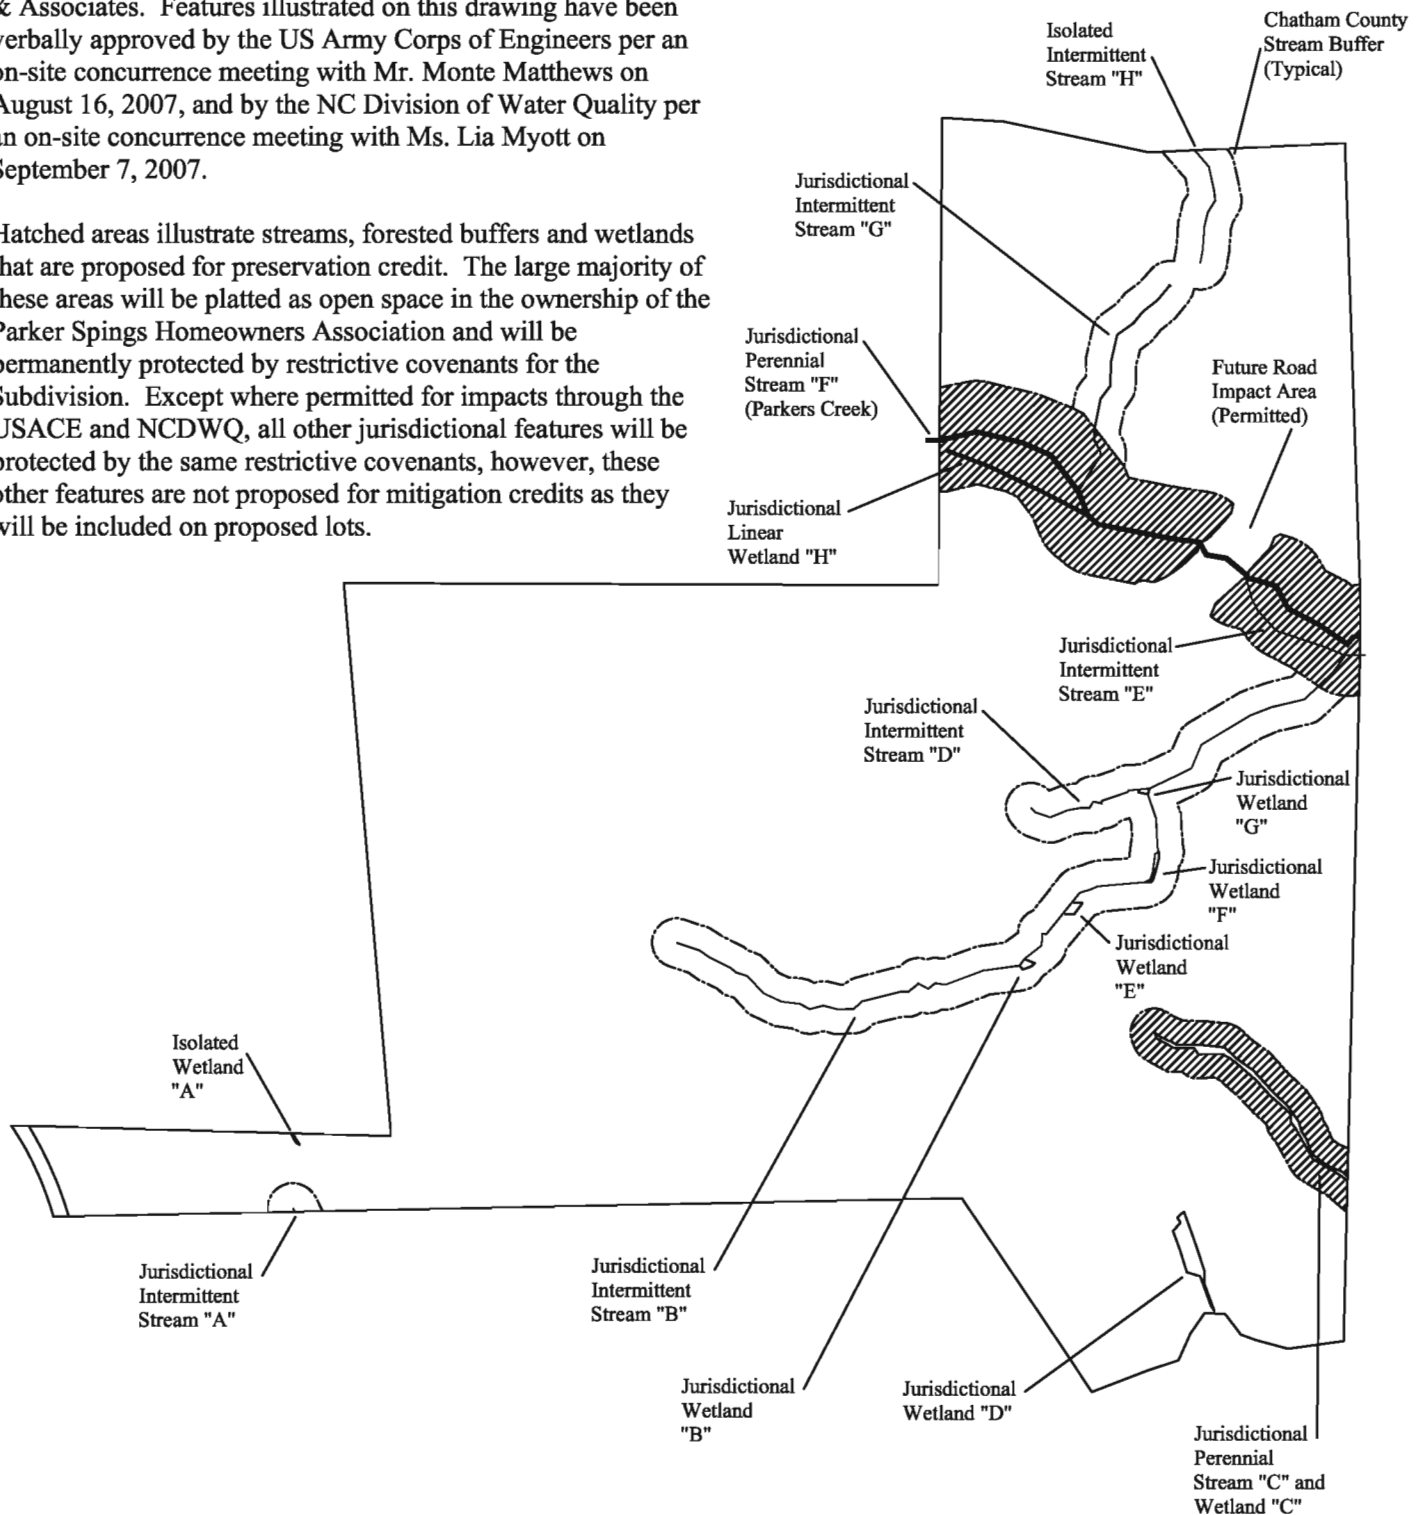 & Associates. Features illustrated on this drawing have been
verbally approved by the US Army Corps of Engineers per an
on-site concurrence meeting with Mr. Monte Matthews on
August 16, 2007, and by the NC Division of Water Quality per
an on-site concurrence meeting with Ms. Lia Myott on
September 7, 2007.
Hatched areas illustrate streams, forested buffers and wetlands
that are proposed for preservation credit. The large majority of
these areas will be platted as open space in the ownership of the
Parker Spings Homeowners Association and will be
permanently protected by restrictive covenants for the
Subdivision. Except where permitted for impacts through the
USACE and NCDWQ, all other jurisdictional features will be
protected by the same restrictive covenants, however, these
other features are not proposed for mitigation credits as they
will be included on proposed lots.
Isolated
Intermittent
Stream "H"
Chatham County
Stream Buffer
(Typical)
Jurisdictional
Intermittent
Stream "G"
Jurisdictional
Perennial
Stream "F"
(Parkers Creek)
Future Road
Impact Area
(Permitted)
Jurisdictional
Linear
Wetland "H"
Jurisdictional
Intermittent
Stream "E"
Jurisdictional
Intermittent
Stream "D"
Jurisdictional
Wetland
"G"
Jurisdictional
Wetland
"F"
Jurisdictional
Wetland
"E"
Isolated
Wetland
"A"
Jurisdictional
Intermittent
Stream "A"
Jurisdictional
Intermittent
Stream "B"
Jurisdictional
Wetland
"B"
Jurisdictional
Wetland "D"
Jurisdictional
Perennial
Stream "C" and
Wetland "C"